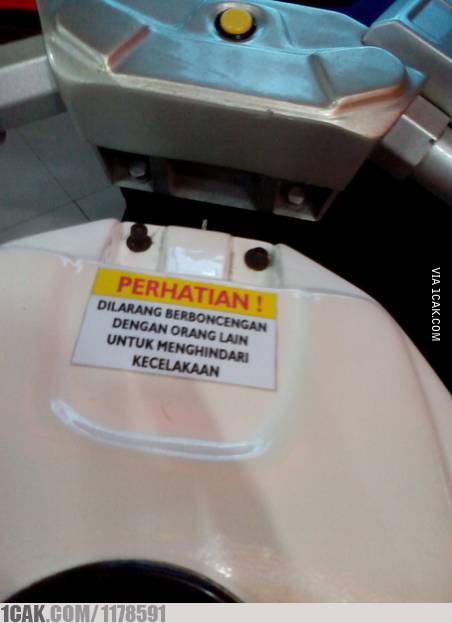 PERHATIAN !
DILARANG BERBONCENGAN
DENGAN ORANG LAIN
UNTUK MENGHINDARI
KECELAKAAN
VIA 1CAK.COM
1CAK.COM/1178591